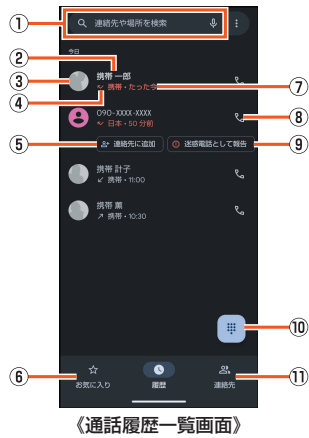 ① 連絡先や場所を検索
今日
②
③ 携帯 一郎
④ 携帯・たった今 ⑦
090-XXXX-XXXX ⑧
日本・50 分前
⑤ 連絡先に追加 迷惑電話として報告 ⑨
携帯 計子
携帯・11:00
携帯 薫
携帯・10:30
⑩
⑥ お気に入り 履歴 連絡先 ⑪
《通話履歴一覧画面》